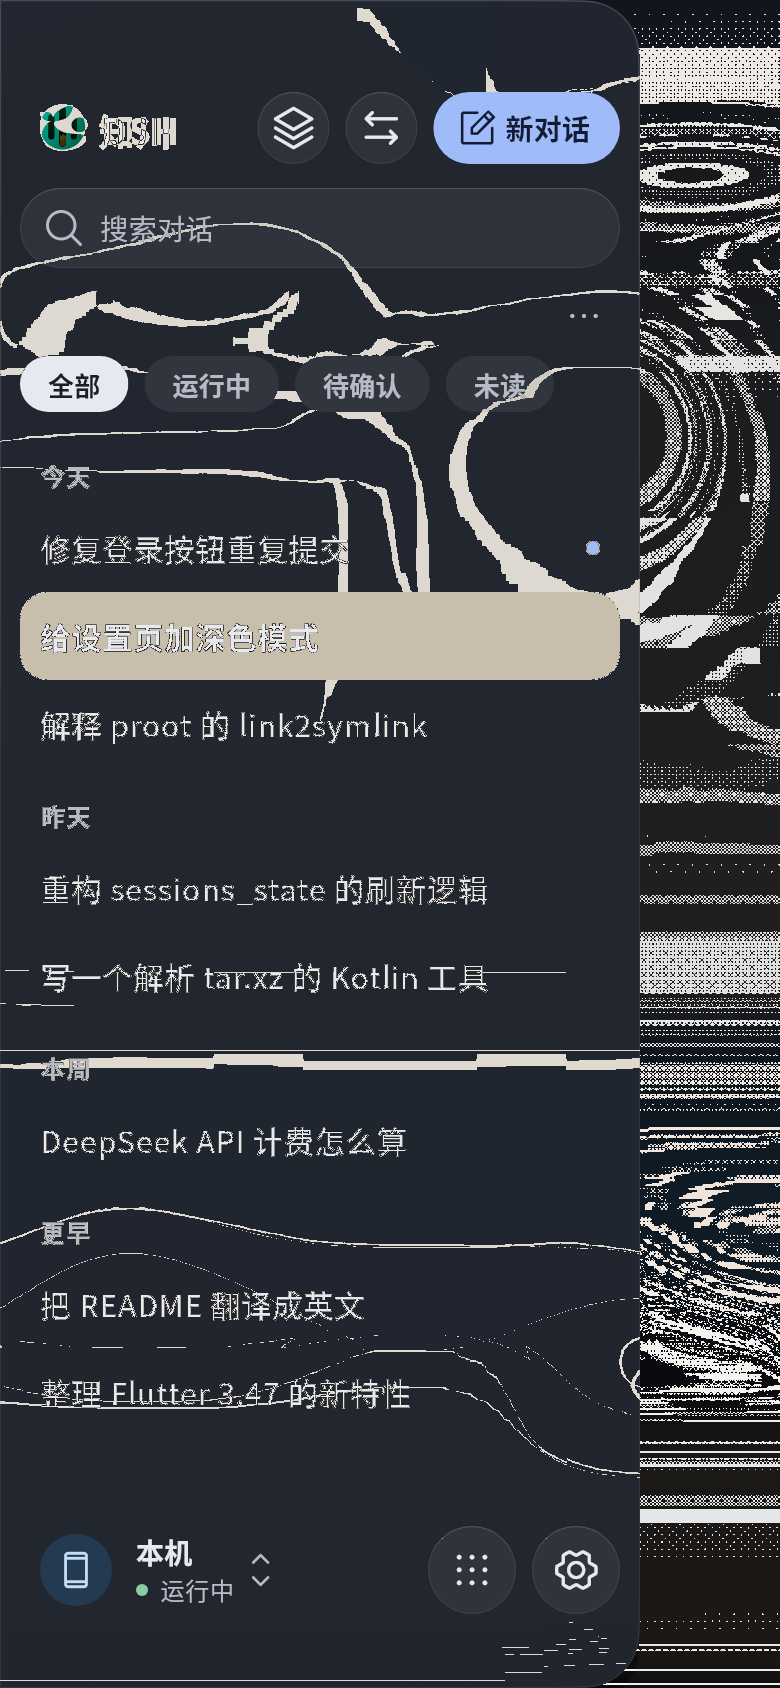 新对话
搜索对话
...
全部 运行中 待确认 未读
今天
修复登录按钮重复提交
给设置页加深色模式
解释 proot 的 link2symlink
昨天
重构 sessions_state 的刷新逻辑
写一个解析 tar.xz 的 Kotlin 工具
本周
DeepSeek API 计费怎么算
更早
把 README 翻译成英文
整理 Flutter 3.47 的新特性
本机
运行中